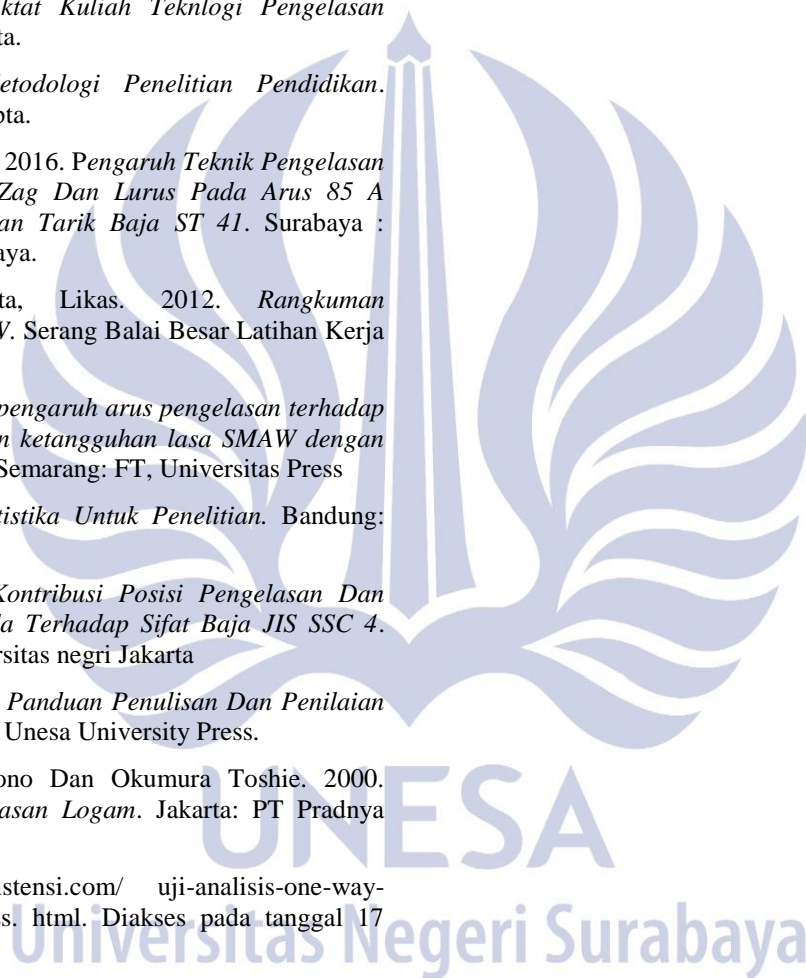 ktat Kuliah Teknlogi Pengelasan
ta.
etodologi Penelitian Pendidikan.
pta.
2016. Pengaruh Teknik Pengelasan
Zag Dan Lurus Pada Arus 85 A
an Tarik Baja ST 41. Surabaya :
aya.
ta, Likas. 2012. Rangkuman
W. Serang Balai Besar Latihan Kerja
pengaruh arus pengelasan terhadap
n ketangguhan lasa SMAW dengan
Semarang: FT, Universitas Press
tistika Untuk Penelitian. Bandung:
Kontribusi Posisi Pengelasan Dan
la Terhadap Sifat Baja JIS SSC 4.
rsitas negri Jakarta
Panduan Penulisan Dan Penilaian
Unesa University Press.
ono Dan Okumura Toshie. 2000.
asan Logam. Jakarta: PT Pradnya
istensi.com/ uji-analisis-one-way-
s. html. Diakses pada tanggal 17
UNESA
Universitas Negeri Surabaya